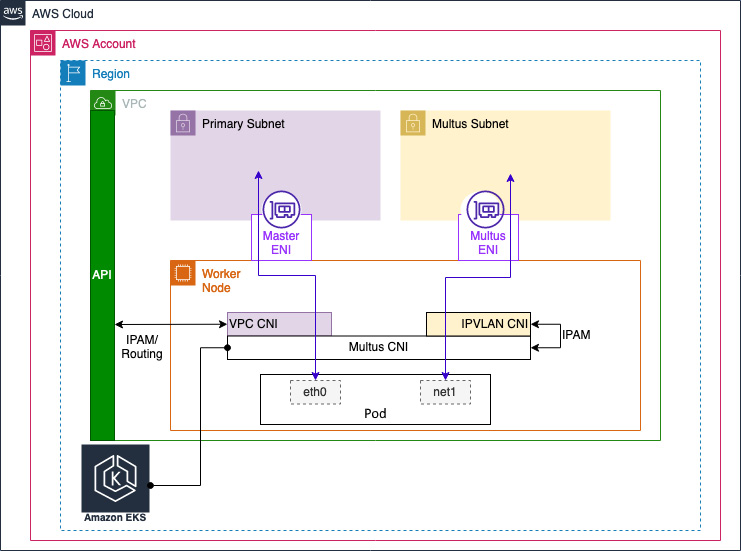 aws
AWS Cloud
AWS Account
Region
VPC
Primary Subnet
Multus Subnet
Master
ENI
Multus
ENI
API
Worker
Node
VPC CNI
IPVLAN CNI
IPAM/
Routing
Multus CNI
IPAM
eth0
net1
Pod
K
Amazon EKS